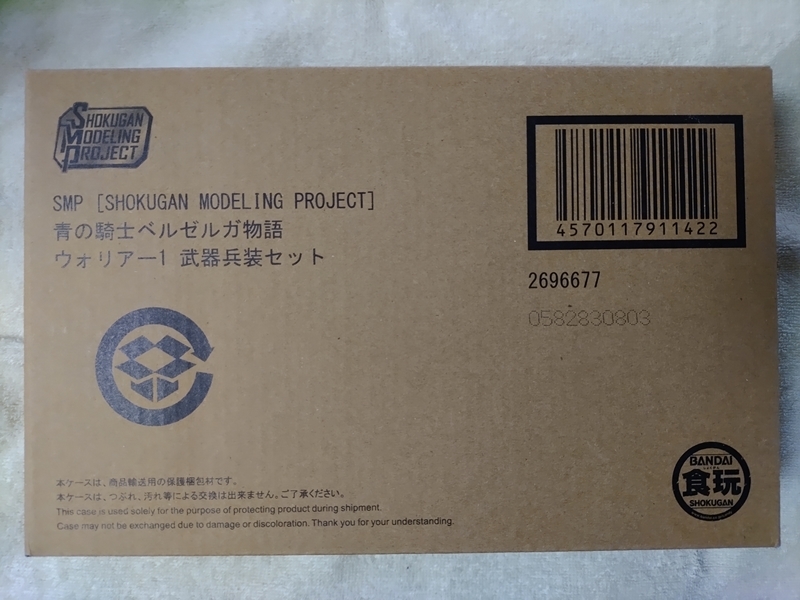 SHOKUGAN
MODELING
PROJECT
SMP [SHOKUGAN MODELING PROJECT]
青の騎士ベルゼルガ物語
ウォリアー1 武器兵装セット
4570117911422
2696677
0582830803
本ケースは、商品輸送用の保護梱包材です。
本ケースは、つぶれ、汚れ等による交換は出来ません。ご了承ください。
This case is used solely for the purpose of protecting product during shipment.
Case may not be exchanged due to damage or discoloration. Thank you for your understanding.
BANDAI
食玩
SHOKUGAN